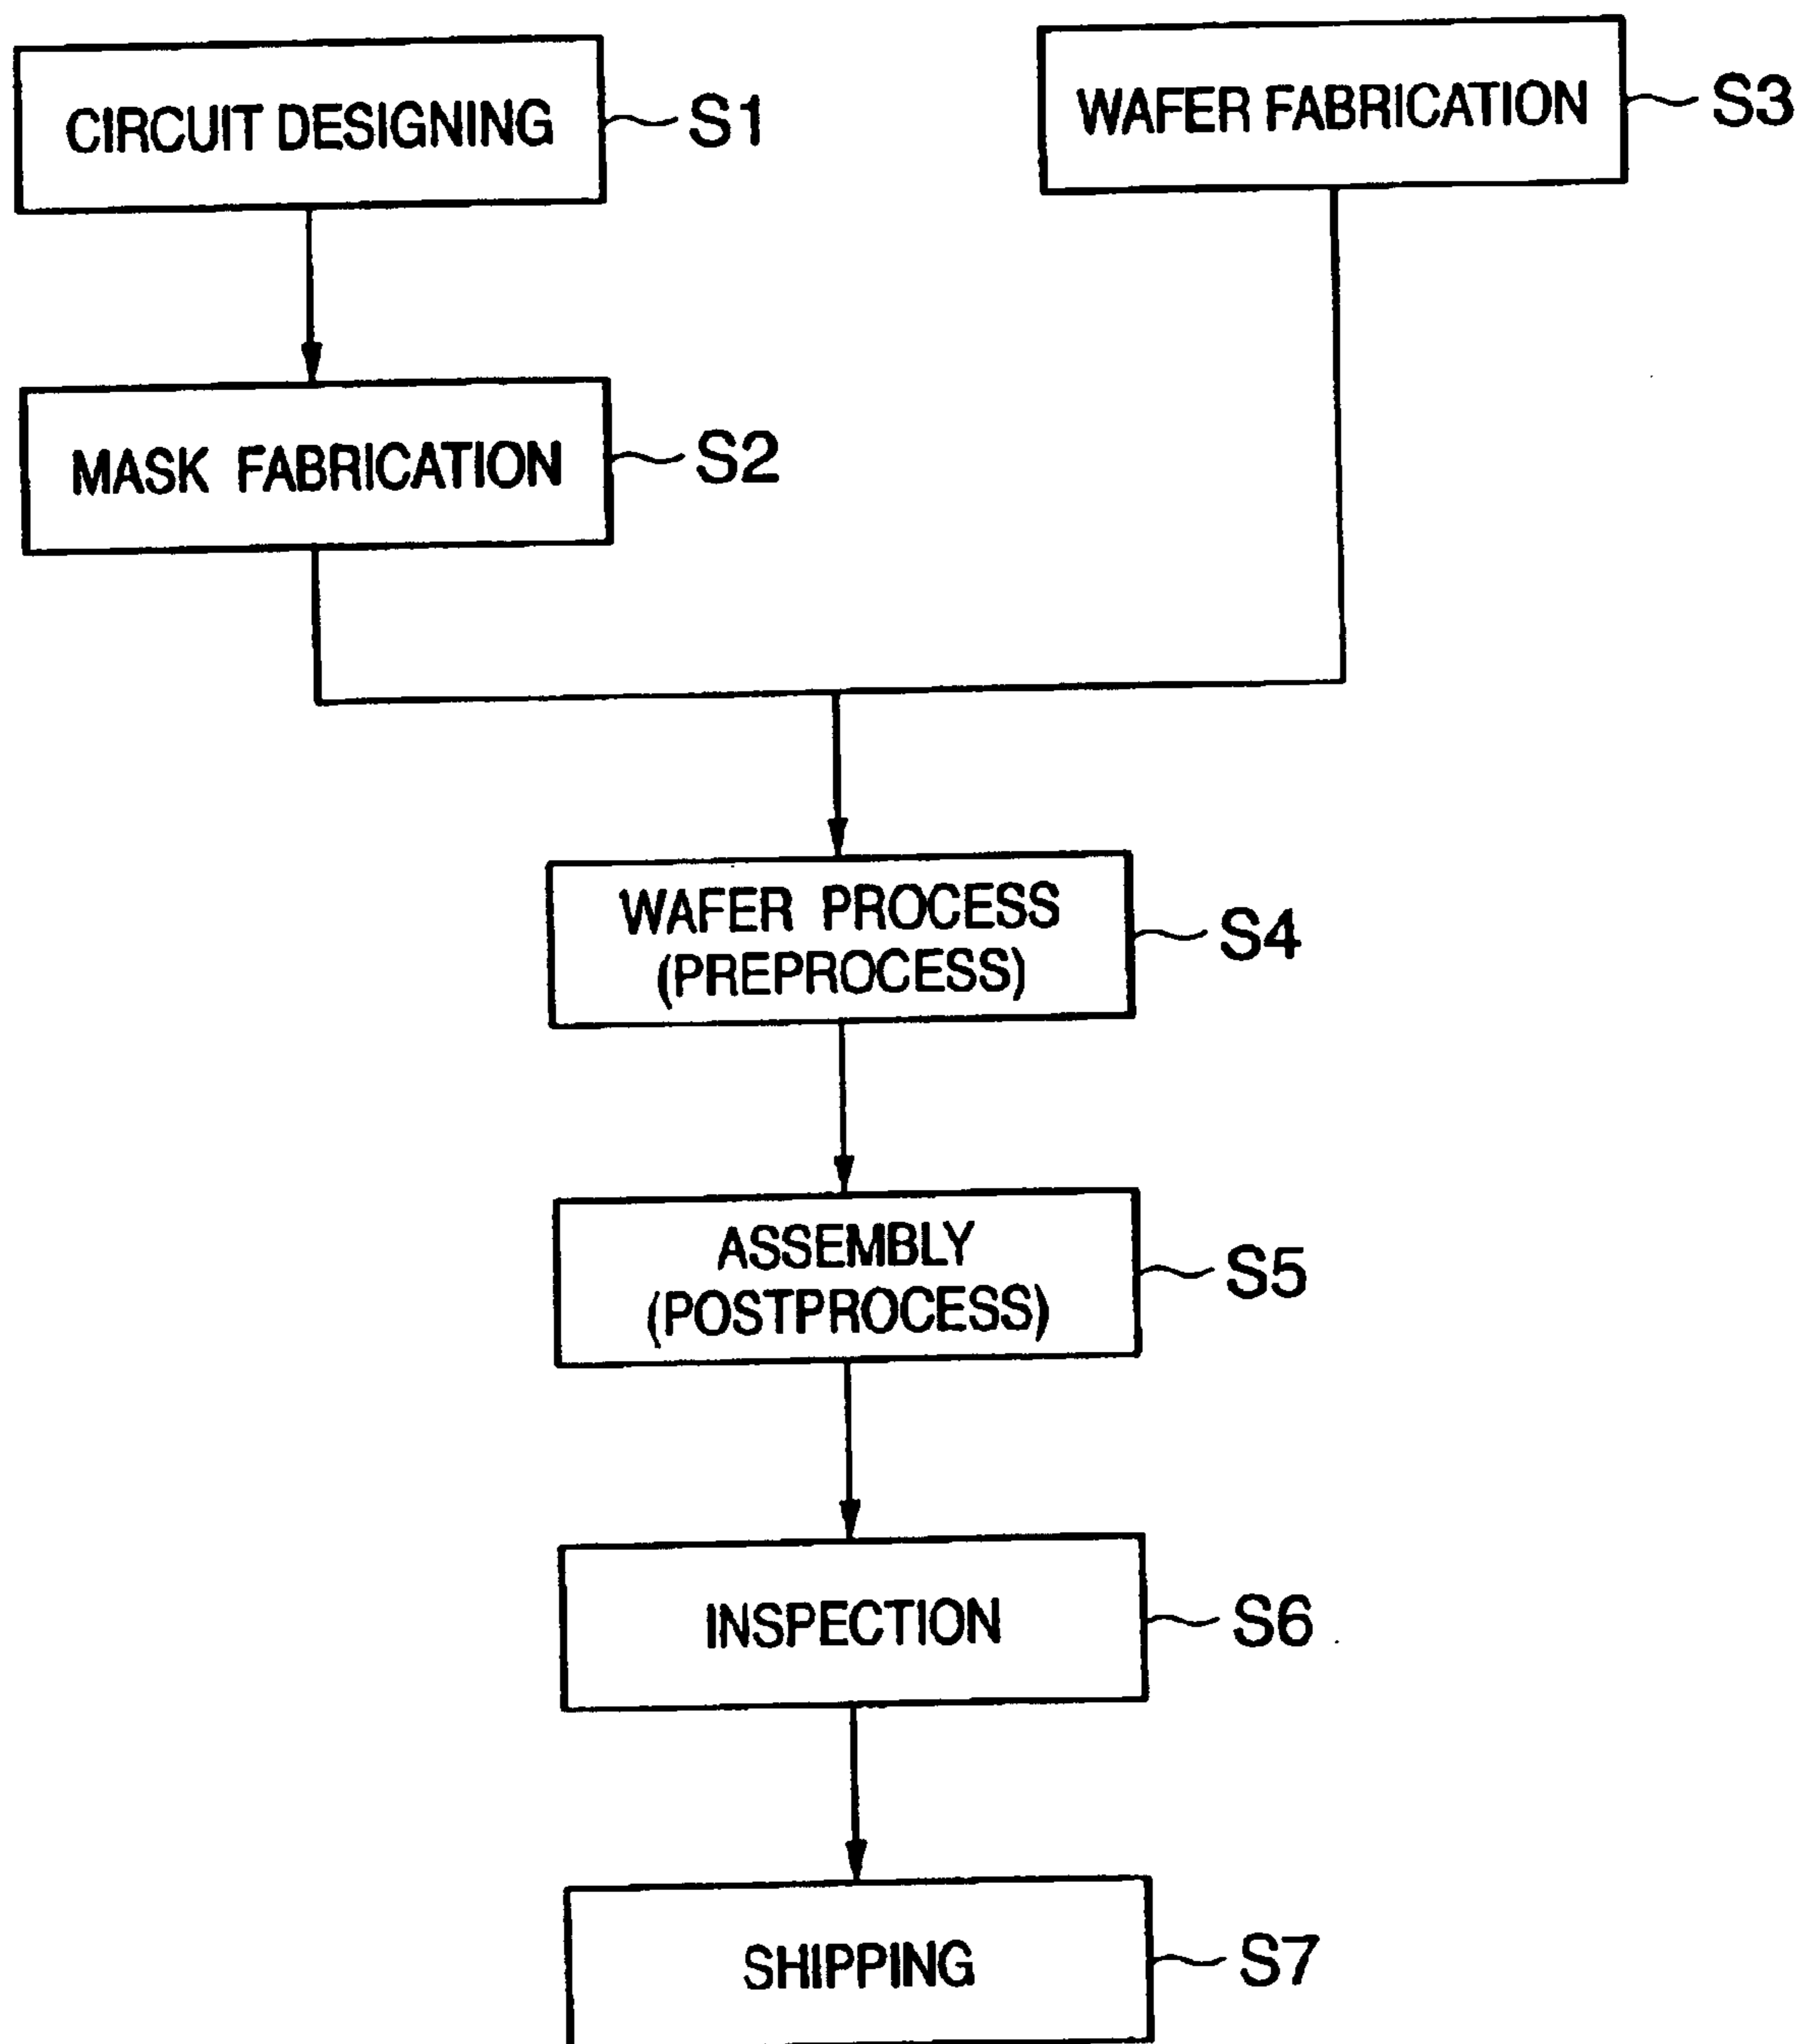 CIRCUIT DESIGNING
S1
WAFER FABRICATION
S3
MASK FABRICATION
S2
WAFER PROCESS
(PREPROCESS)
S4
ASSEMBLY
(POSTPROCESS)
S5
INSPECTION
S6
SHIPPING
S7